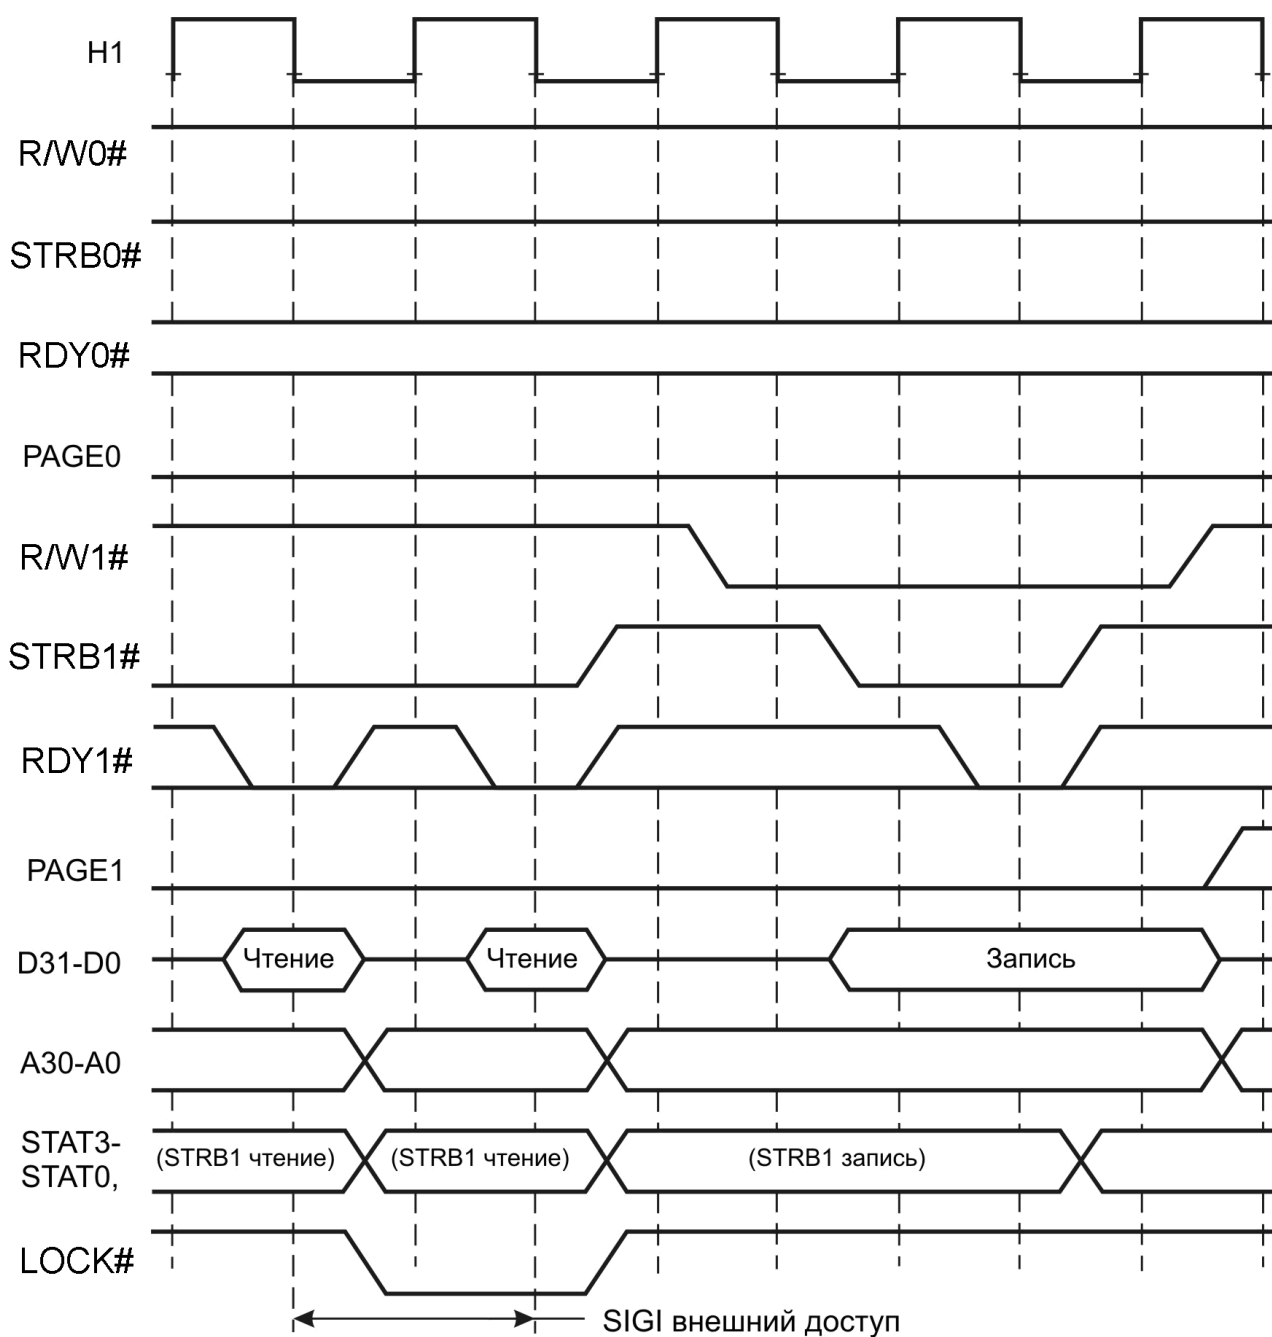 H1
R/W0#
STRB0#
RDY0#
PAGE0
R/W1#
STRB1#
RDY1#
PAGE1
D31-D0
Чтение
Чтение
Запись
A30-A0
STAT3-
STAT0,
(STRB1 чтение)
(STRB1 чтение)
(STRB1 запись)
LOCK#
SIGI внешний доступ